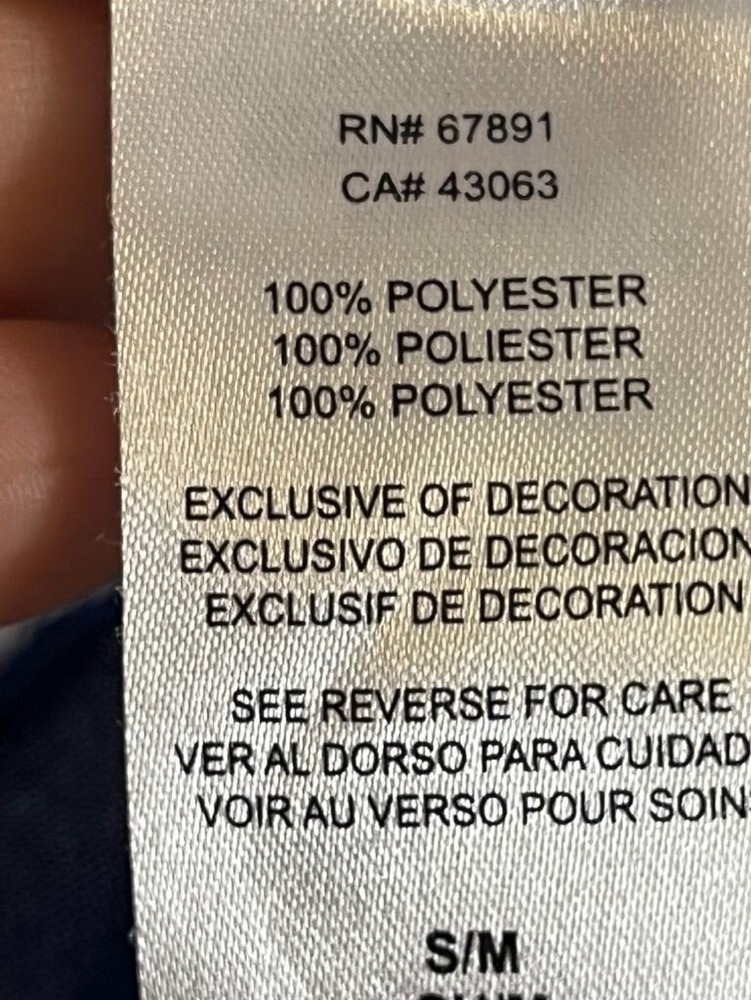 RN# 67891
CA# 43063
100% POLYESTER
100% POLIESTER
100% POLYESTER
EXCLUSIVE OF DECORATION
EXCLUSIVO DE DECORACION
EXCLUSIF DE DECORATION
SEE REVERSE FOR CARE
VER AL DORSO PARA CUIDAD
VOIR AU VERSO POUR SOIN
S/M